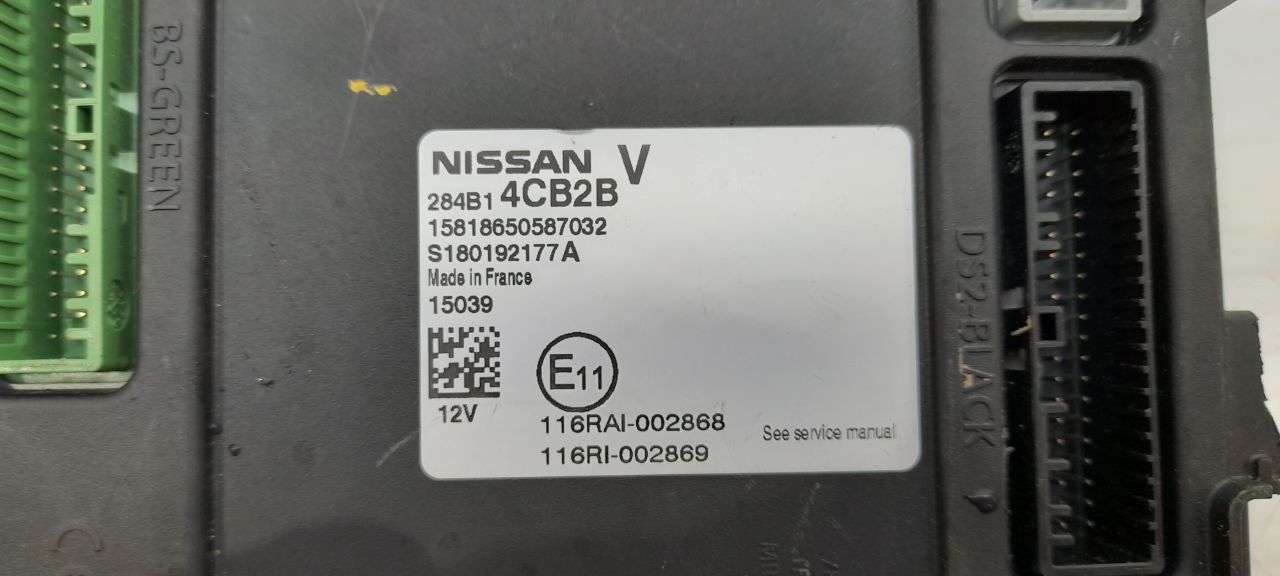 BS-GREEN
NISSAN V
284B1 4CB2B
15818650587032
S180192177A
Made in France
15039
12V
E11
116RAI-002868
116RI-002869
See service manual
DS2-BLACK